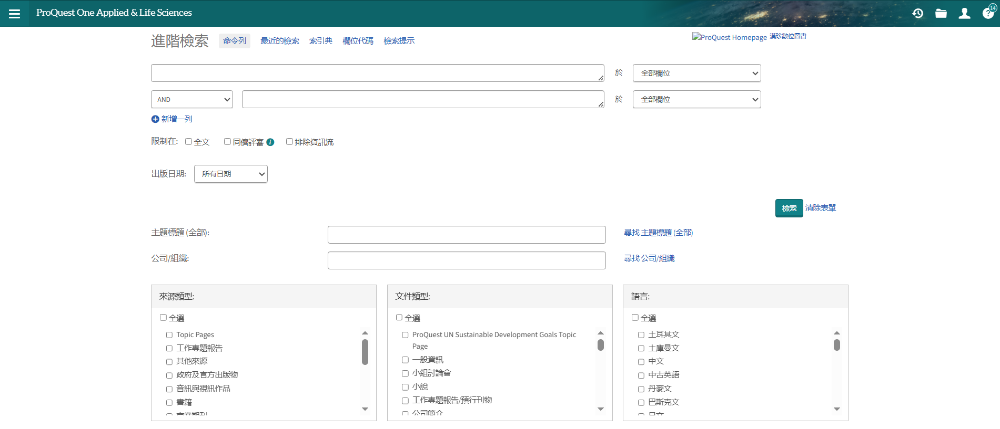 ProQuest One Applied & Life Sciences
14
進階檢索 命令列 最近的檢索 索引典 欄位代碼 檢索提示
ProQuest Homepage 漢珍數位圖書
於 全部欄位
AND 於 全部欄位
新增一列
限制在: 全文 同儕評審 排除資訊流
出版日期: 所有日期
檢索 清除表單
主題標題 (全部): 尋找 主題標題 (全部)
公司/組織: 尋找 公司/組織
來源類型:
全選
Topic Pages
工作專題報告
其他來源
政府及官方出版物
音訊與視訊作品
書籍
商業期刊
文件類型:
全選
ProQuest UN Sustainable Development Goals Topic
Page
一般資訊
小組討論會
小說
工作專題報告/預行刊物
公司簡介
語言:
全選
土耳其文
土庫曼文
中文
中古英語
丹麥文
巴斯克文
日文